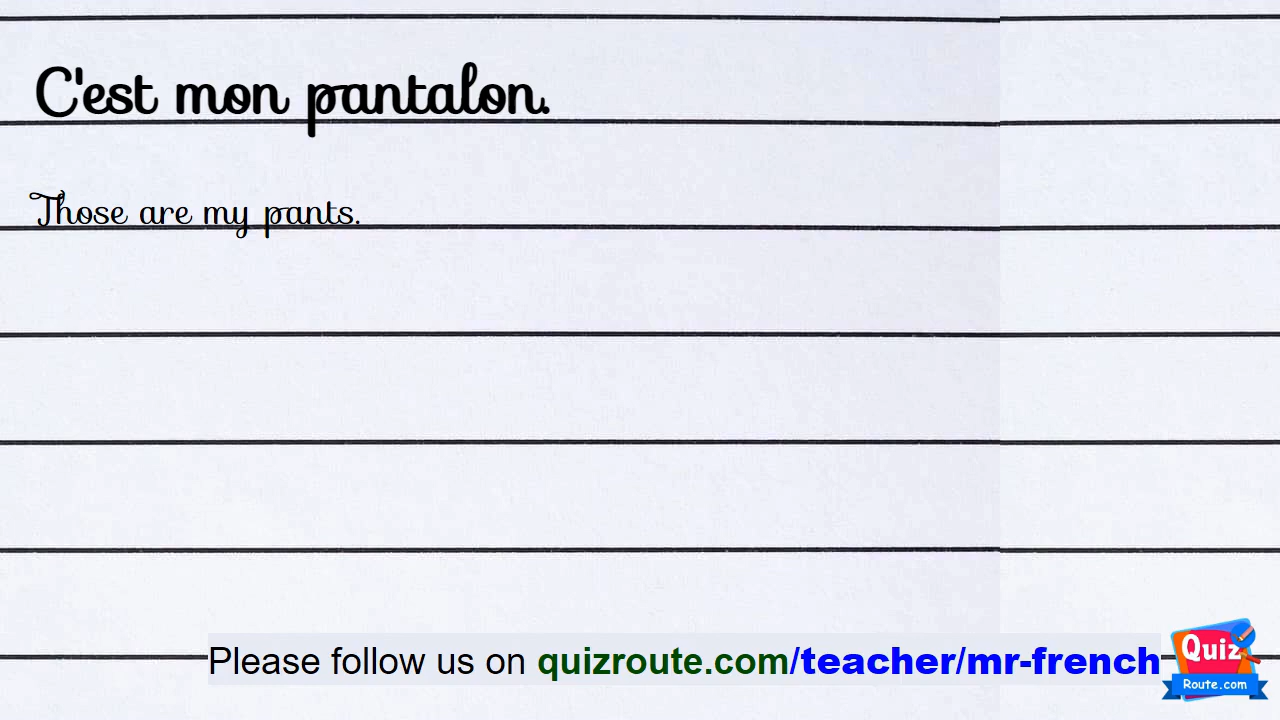 C'est mon pantalon.
Those are my pants.
Please follow us on quizroute.com/teacher/mr-french
Quiz
Route.com